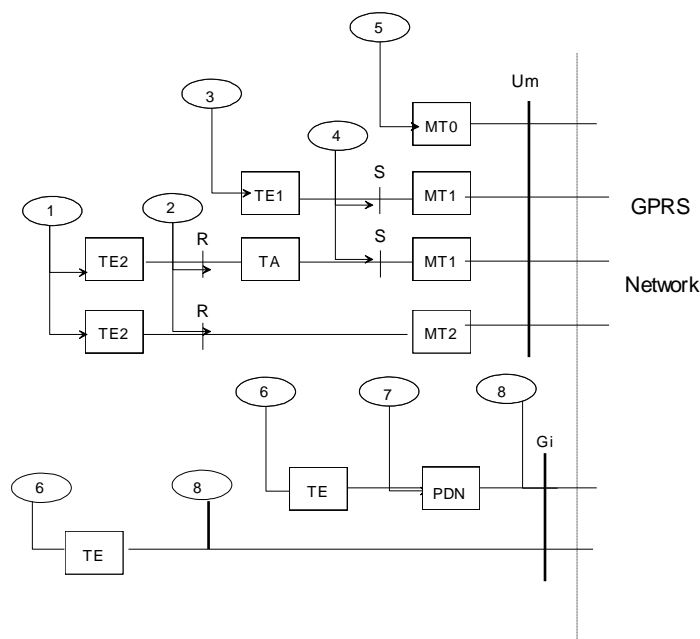 5
Um
3
4
MT0
S
TE1
MT1
GPRS
1
2
R
S
TE2
TA
MT1
Network
R
TE2
MT2
6
7
8
Gi
6
8
TE
PDN
TE